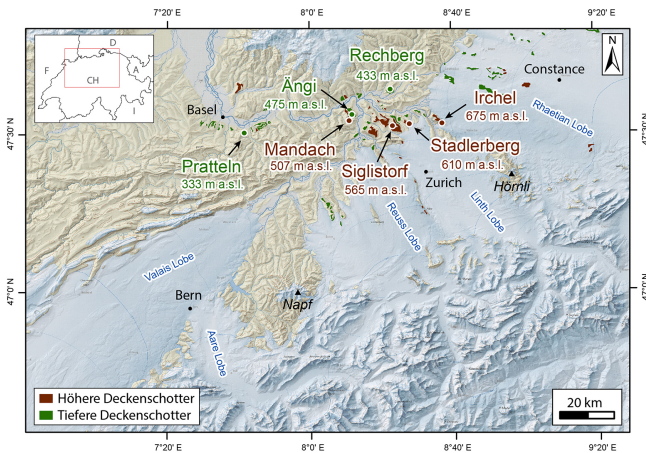 7°20' E
8°0' E
8°40' E
9°20' E
D
F
A
CH
I
N
Rechberg
433 m a.s.l.
Constance
Ängi
475 m a.s.l.
Irchel
675 m a.s.l.
Basel
Rhaetian Lobe
47°30' N
47°30' N
Mandach
507 m a.s.l.
Stadlerberg
610 m a.s.l.
Pratteln
333 m a.s.l.
Siglistorf
565 m a.s.l.
Zurich
Hörnli
Reuss Lobe
Linth Lobe
Valais Lobe
47°0' N
47°0' N
Bern
Napf
Aare Lobe
Höhere Deckenschotter
Tiefere Deckenschotter
20 km
7°20' E
8°0' E
8°40' E
9°20' E